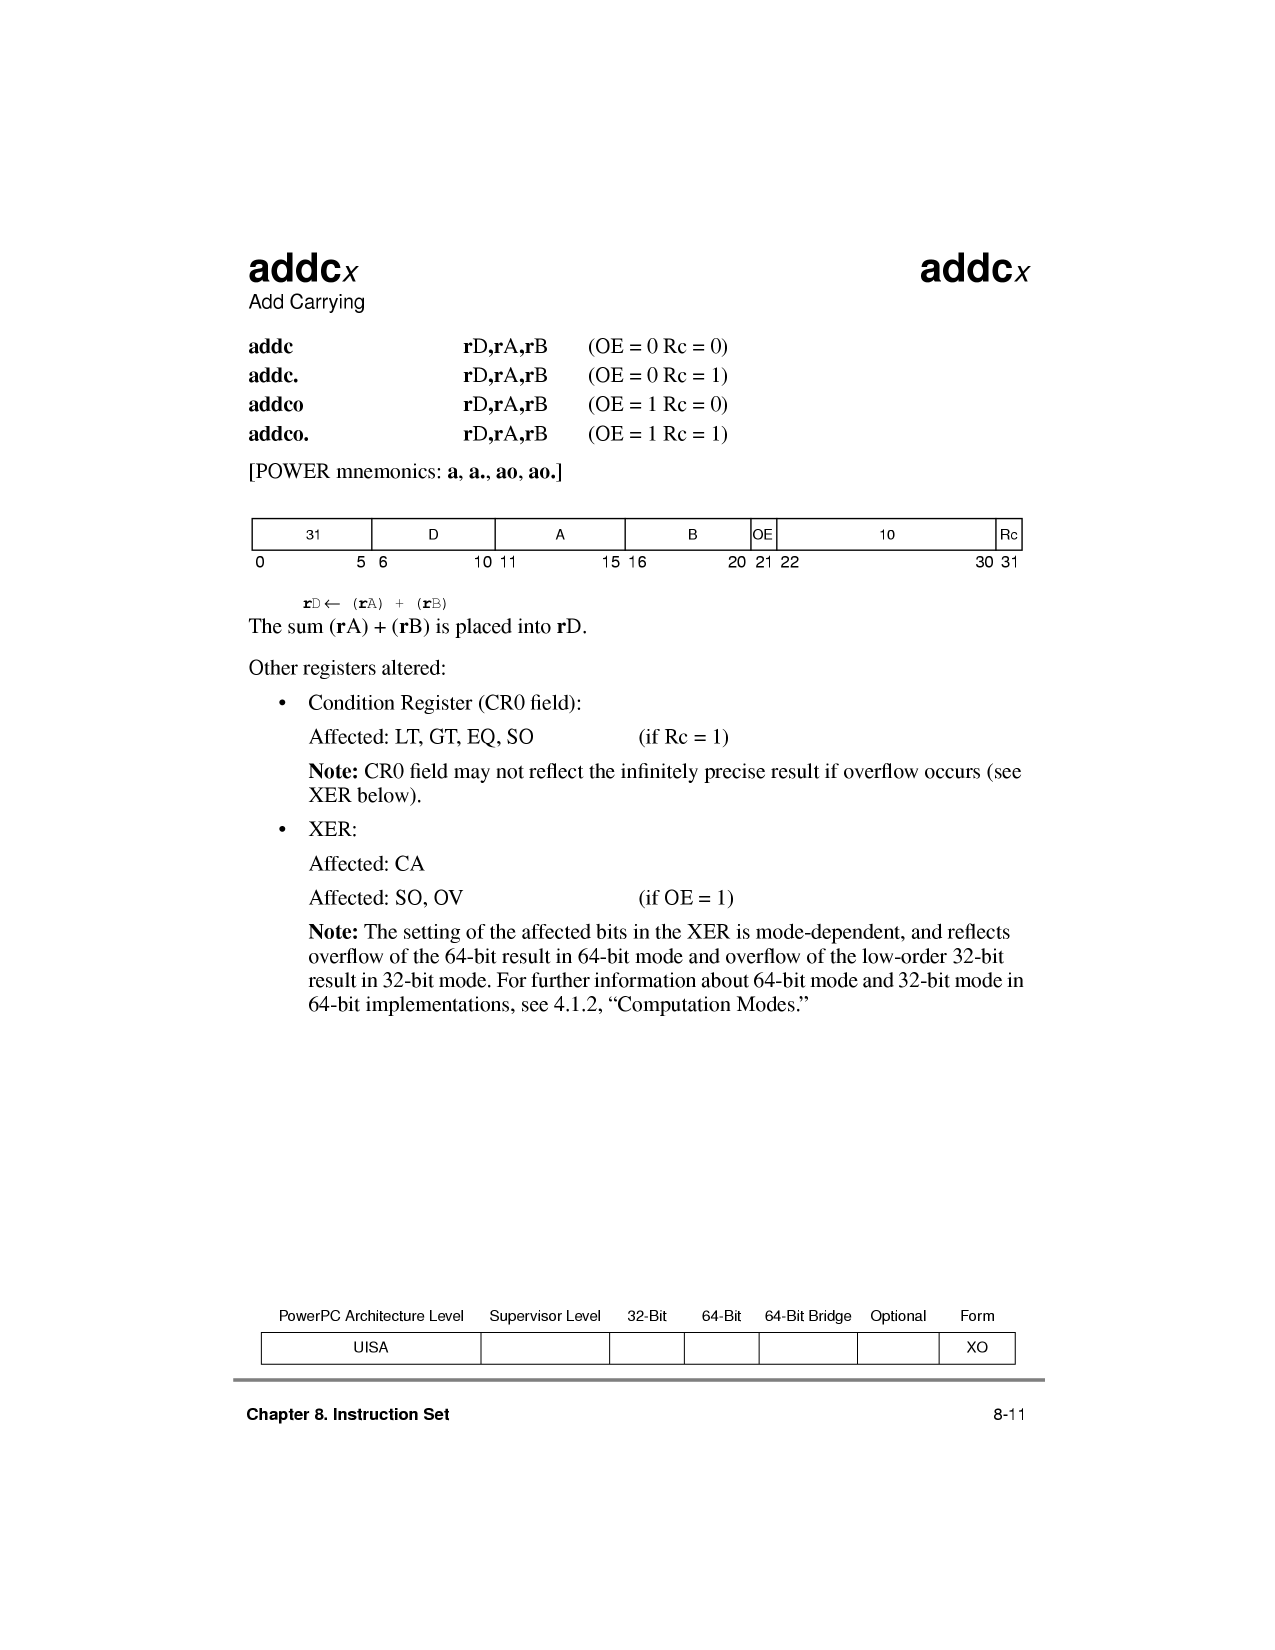 addcx addcx
Add Carrying
addc rD,rA,rB (OE = 0 Rc = 0)
addc. rD,rA,rB (OE = 0 Rc = 1)
addco rD,rA,rB (OE = 1 Rc = 0)
addco. rD,rA,rB (OE = 1 Rc = 1)
[POWER mnemonics: a, a., ao, ao.]
31 D A B OE 10 Rc
0 5 6 10 11 15 16 20 21 22 30 31
rD← (rA) + (rB)
The sum (rA) + (rB) is placed into rD.
Other registers altered:
• Condition Register (CR0 field):
Affected: LT, GT, EQ, SO (if Rc = 1)
Note: CR0 field may not reflect the infinitely precise result if overflow occurs (see
XER below).
• XER:
Affected: CA
Affected: SO, OV (if OE = 1)
Note: The setting of the affected bits in the XER is mode-dependent, and reflects
overflow of the 64-bit result in 64-bit mode and overflow of the low-order 32-bit
result in 32-bit mode. For further information about 64-bit mode and 32-bit mode in
64-bit implementations, see 4.1.2, “Computation Modes.”
PowerPC Architecture Level Supervisor Level 32-Bit 64-Bit 64-Bit Bridge Optional Form
UISA XO
Chapter 8. Instruction Set 8-11